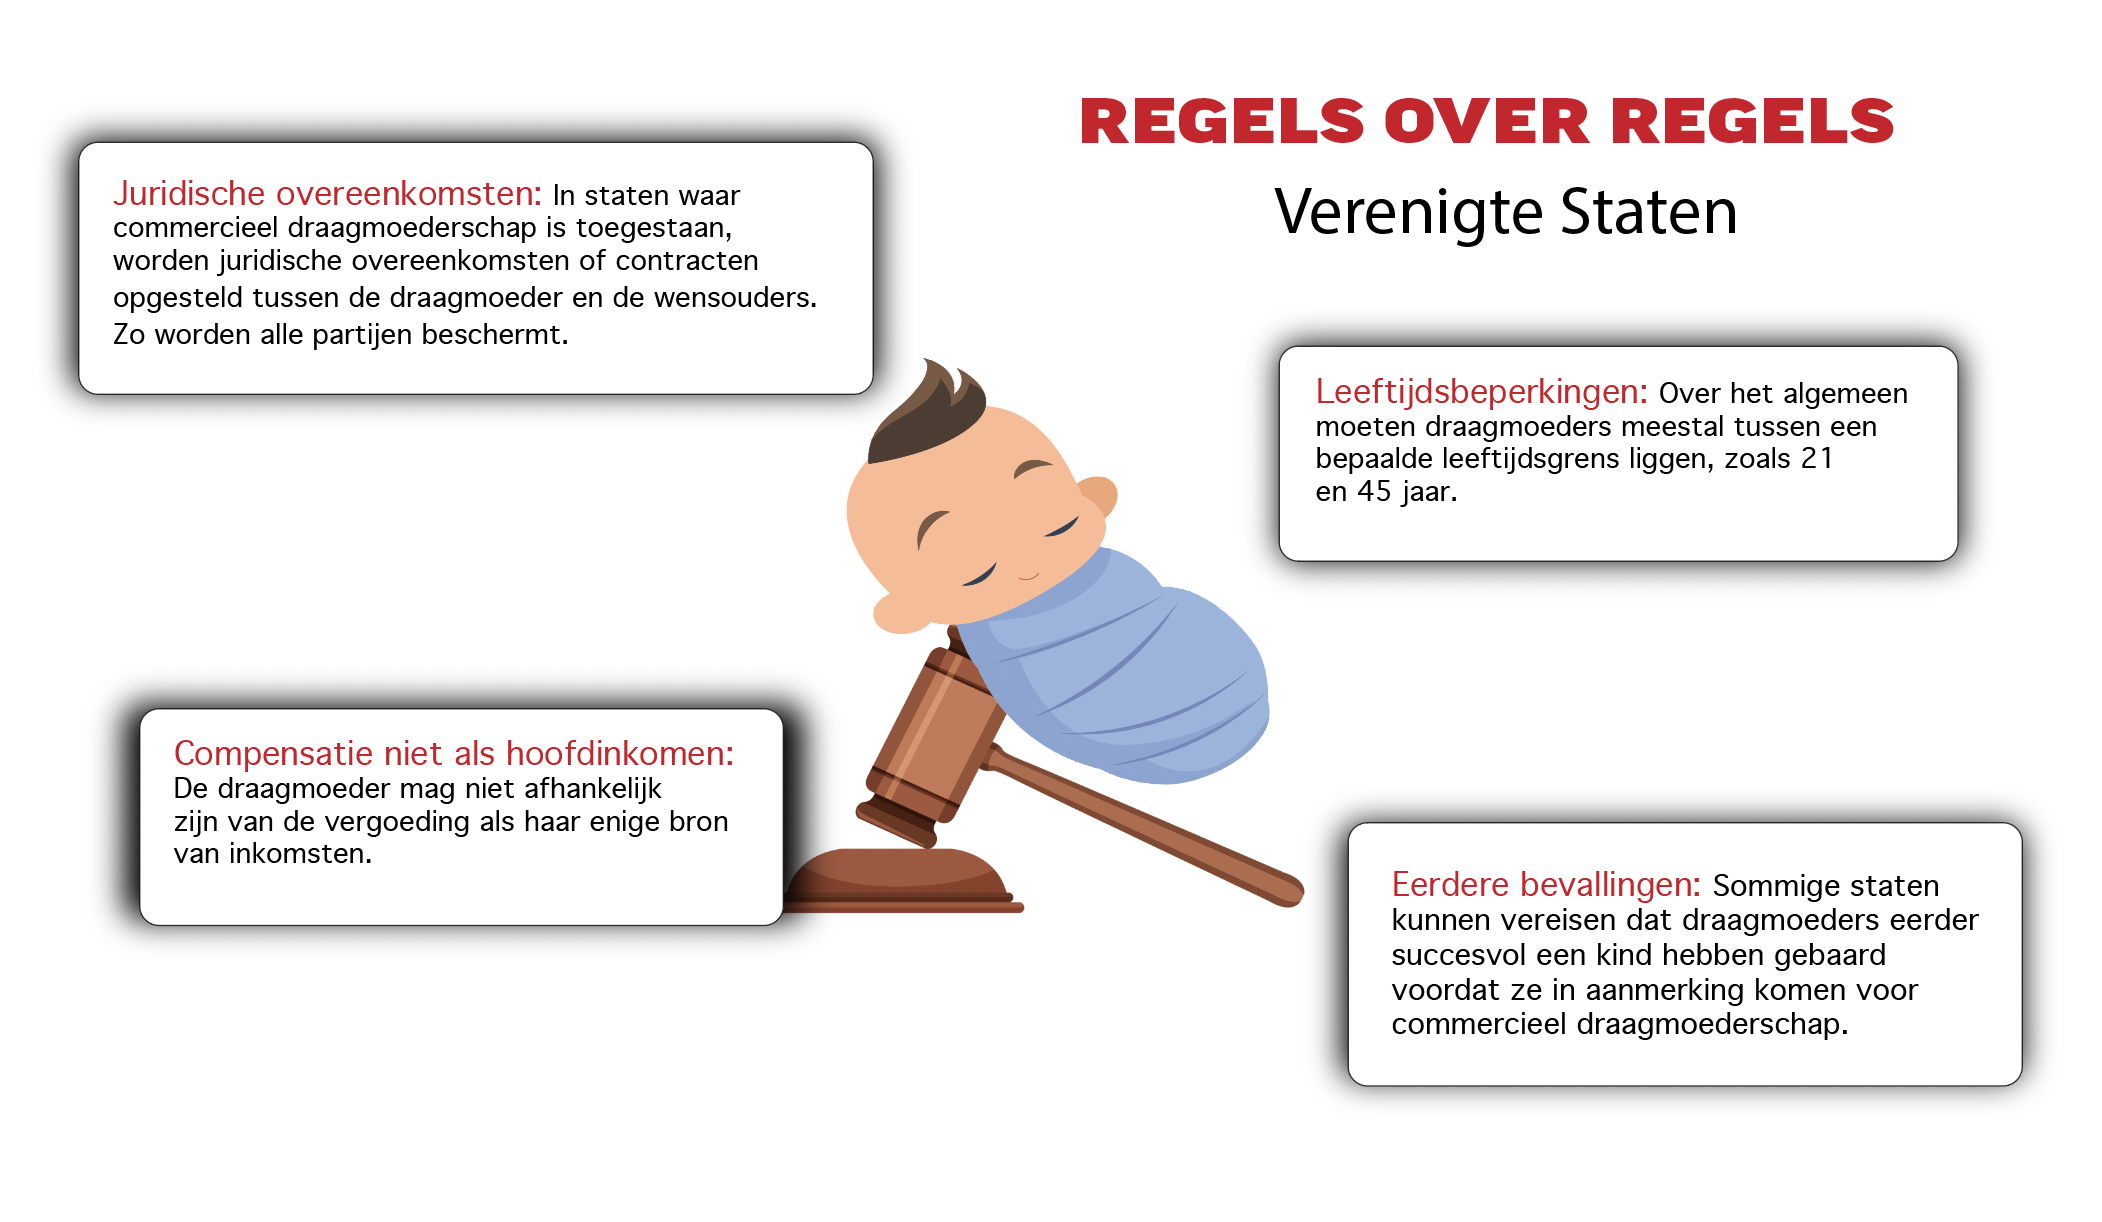 REGELS OVER REGELS
Verenigte Staten
Juridische overeenkomsten: In staten waar
commercieel draagmoederschap is toegestaan,
worden juridische overeenkomsten of contracten
opgesteld tussen de draagmoeder en de wensouders.
Zo worden alle partijen beschermt.
Leeftijdsbeperkingen: Over het algemeen
moeten draagmoeders meestal tussen een
bepaalde leeftijdsgrens liggen, zoals 21
en 45 jaar.
Compensatie niet als hoofdinkomen:
De draagmoeder mag niet afhankelijk
zijn van de vergoeding als haar enige bron
van inkomsten.
Eerdere bevallingen: Sommige staten
kunnen vereisen dat draagmoeders eerder
succesvol een kind hebben gebaard
voordat ze in aanmerking komen voor
commercieel draagmoederschap.